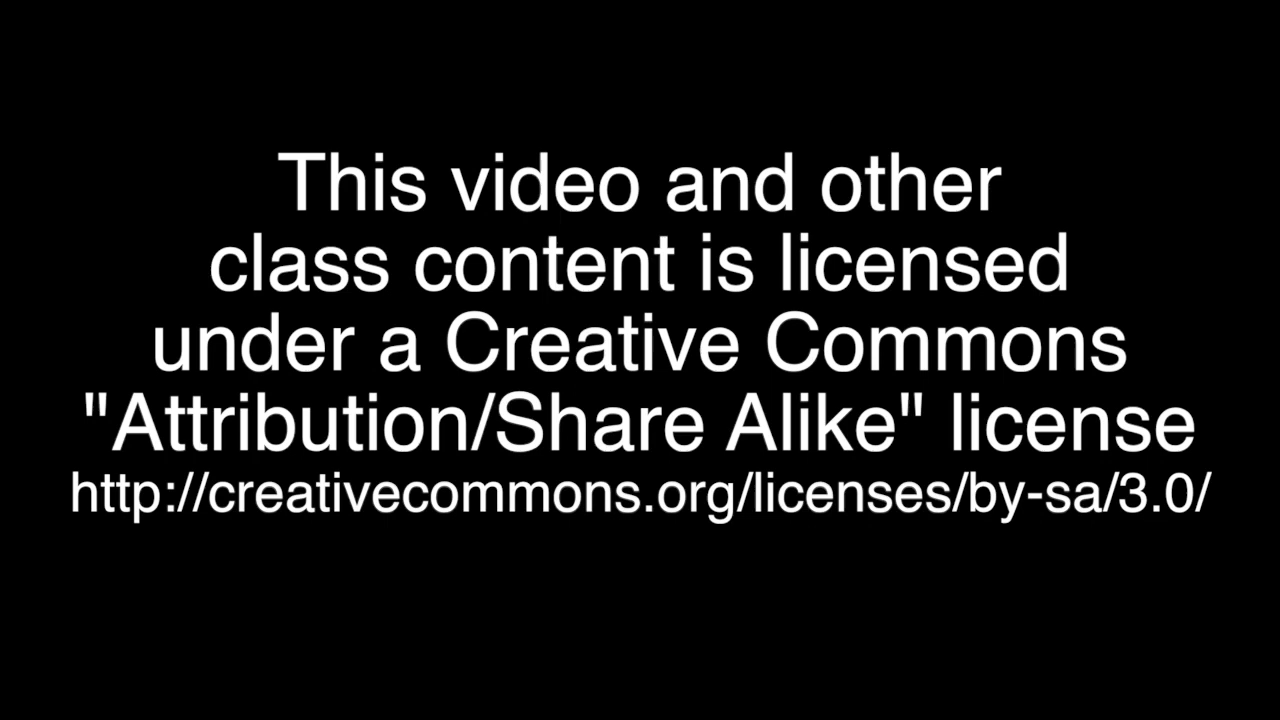 This video and other
class content is licensed
under a Creative Commons
"Attribution/Share Alike" license
http://creativecommons.org/licenses/by-sa/3.0/